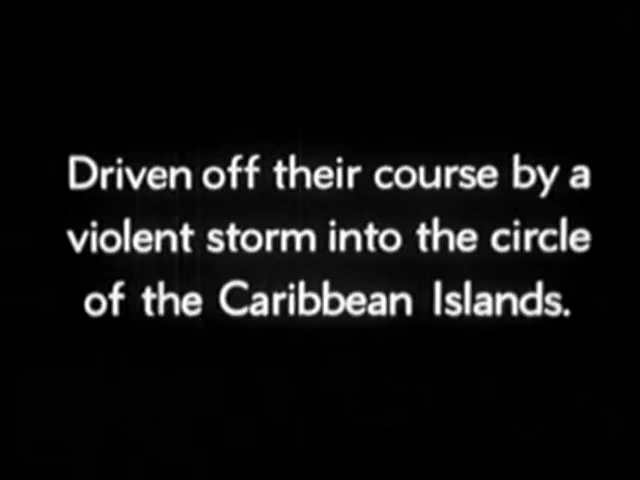 Driven off their course by a
violent storm into the circle
of the Caribbean Islands.